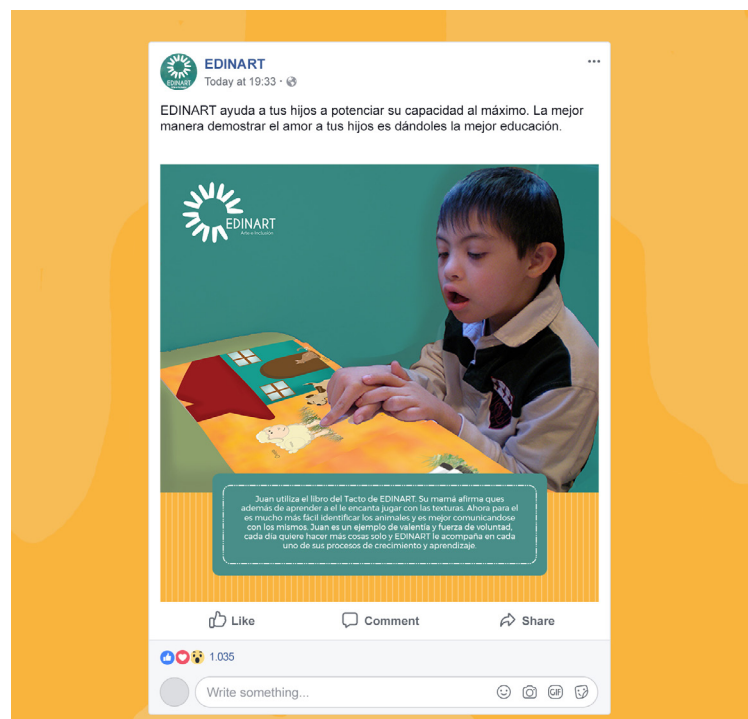 EDINART
Today at 19:33 ·
EDINART ayuda a tus hijos a potenciar su capacidad al máximo. La mejor
manera demostrar el amor a tus hijos es dándoles la mejor educación.
EDINART
Arte e Inclusión
Juan utiliza el libro del Tacto de EDINART. Su mamá afirma ques
además de aprender a el le encanta jugar con las texturas. Ahora para el
es mucho más fácil identificar los animales y es mejor comunicandose
con los mismos. Juan es un ejemplo de valentía y fuerza de voluntad,
cada día quiere hacer más cosas solo y EDINART le acompaña en cada
uno de sus procesos de crecimiento y aprendizaje.
Like Comment Share
1.035
Write something...
GIF